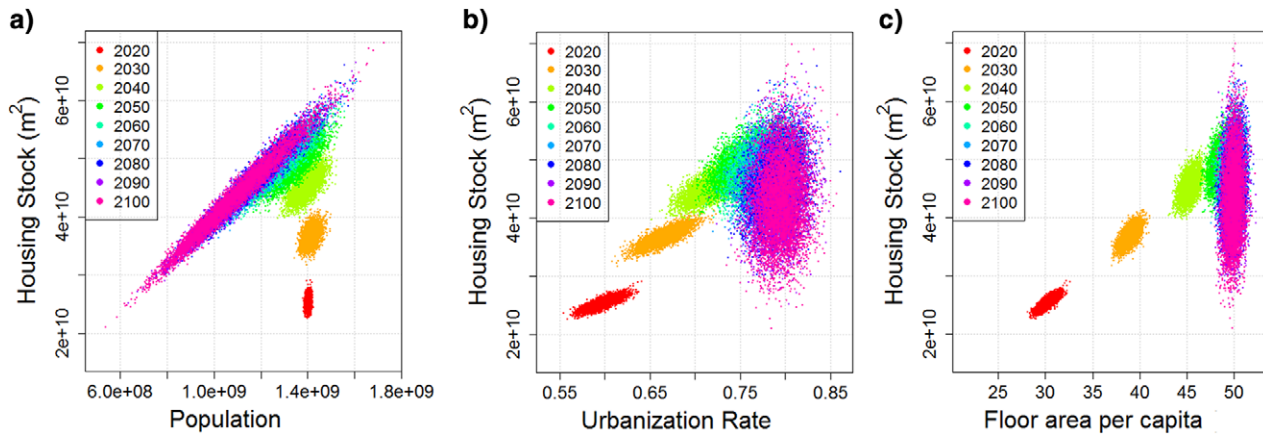 a)
Housing Stock (m²)
2e+10
4e+10
6e+10
2020
2030
2040
2050
2060
2070
2080
2090
2100
6.0e+08
1.0e+09
1.4e+09
1.8e+09
Population
b)
Housing Stock (m²)
2e+10
4e+10
6e+10
2020
2030
2040
2050
2060
2070
2080
2090
2100
0.55
0.65
0.75
0.85
Urbanization Rate
c)
Housing Stock (m²)
2e+10
4e+10
6e+10
2020
2030
2040
2050
2060
2070
2080
2090
2100
25
30
35
40
45
50
Floor area per capita